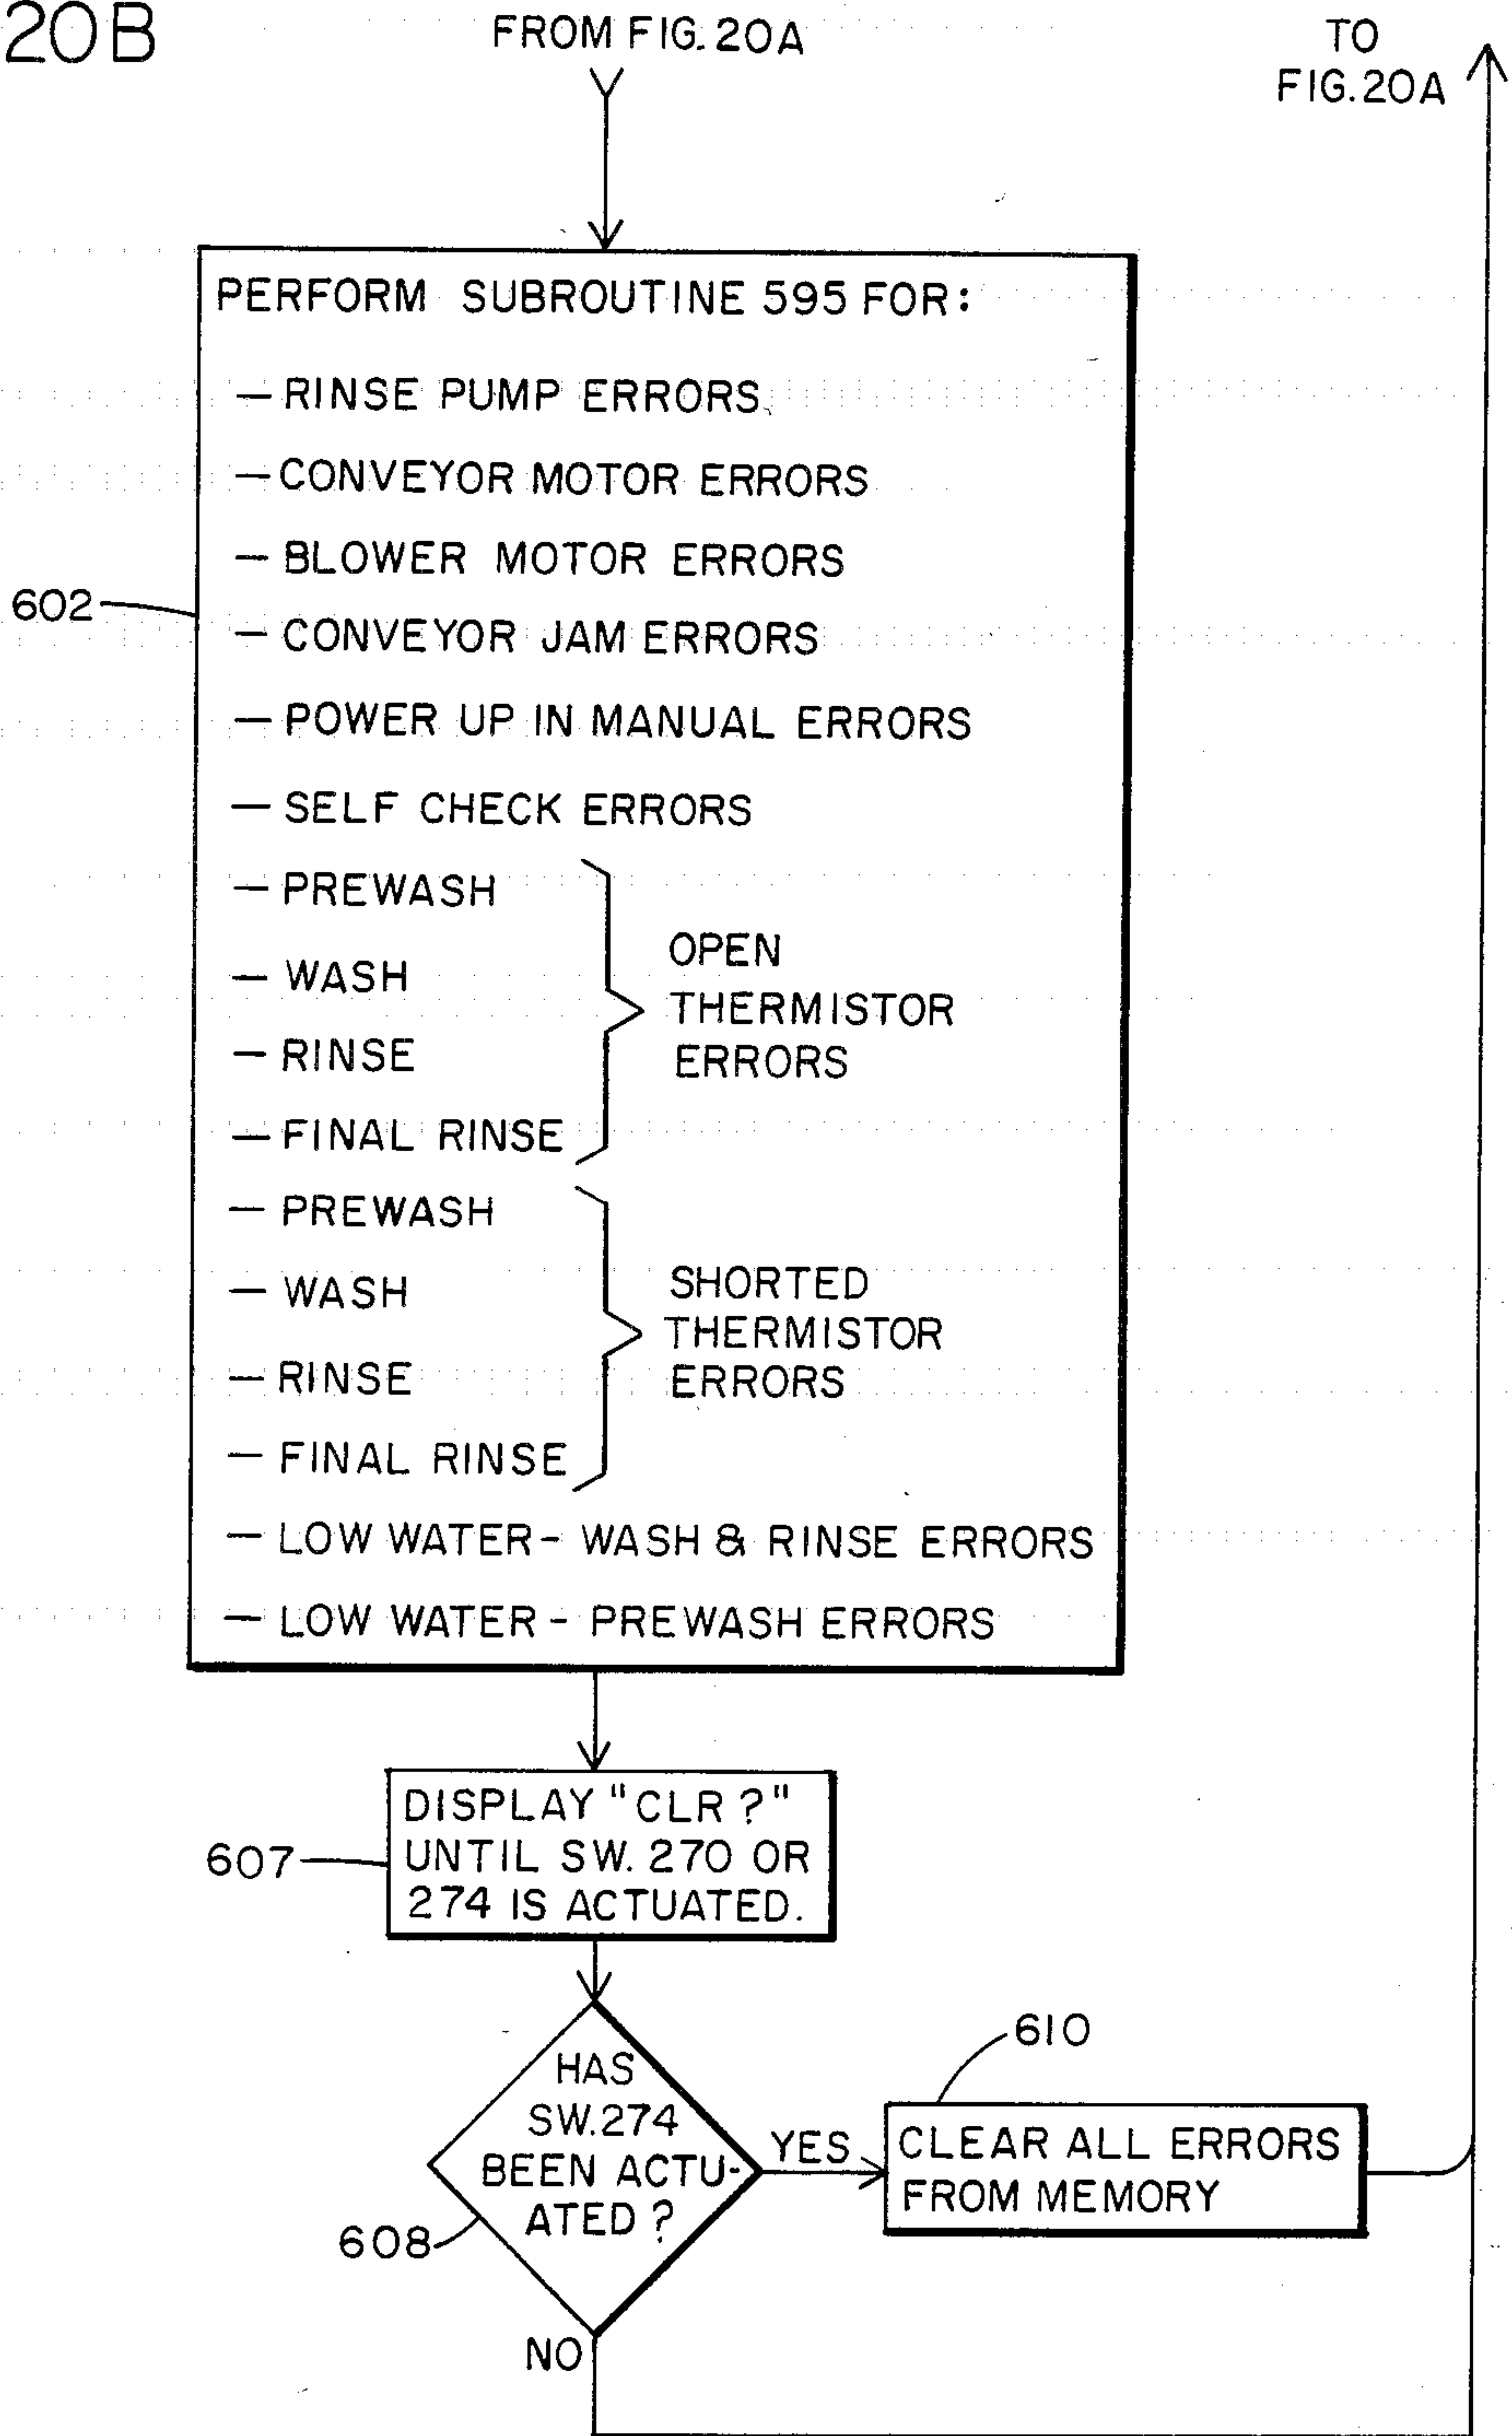 20B
FROM FIG. 20A
TO
FIG. 20A
PERFORM SUBROUTINE 595 FOR:
— RINSE PUMP ERRORS
— CONVEYOR MOTOR ERRORS
— BLOWER MOTOR ERRORS
602
— CONVEYOR JAM ERRORS
— POWER UP IN MANUAL ERRORS
— SELF CHECK ERRORS
— PREWASH
— WASH
— RINSE
— FINAL RINSE
OPEN
THERMISTOR
ERRORS
— PREWASH
— WASH
— RINSE
— FINAL RINSE
SHORTED
THERMISTOR
ERRORS
— LOW WATER - WASH & RINSE ERRORS
— LOW WATER - PREWASH ERRORS
607
DISPLAY "CLR ?"
UNTIL SW. 270 OR
274 IS ACTUATED.
608
HAS
SW.274
BEEN ACTU-
ATED ?
YES
610
CLEAR ALL ERRORS
FROM MEMORY
NO